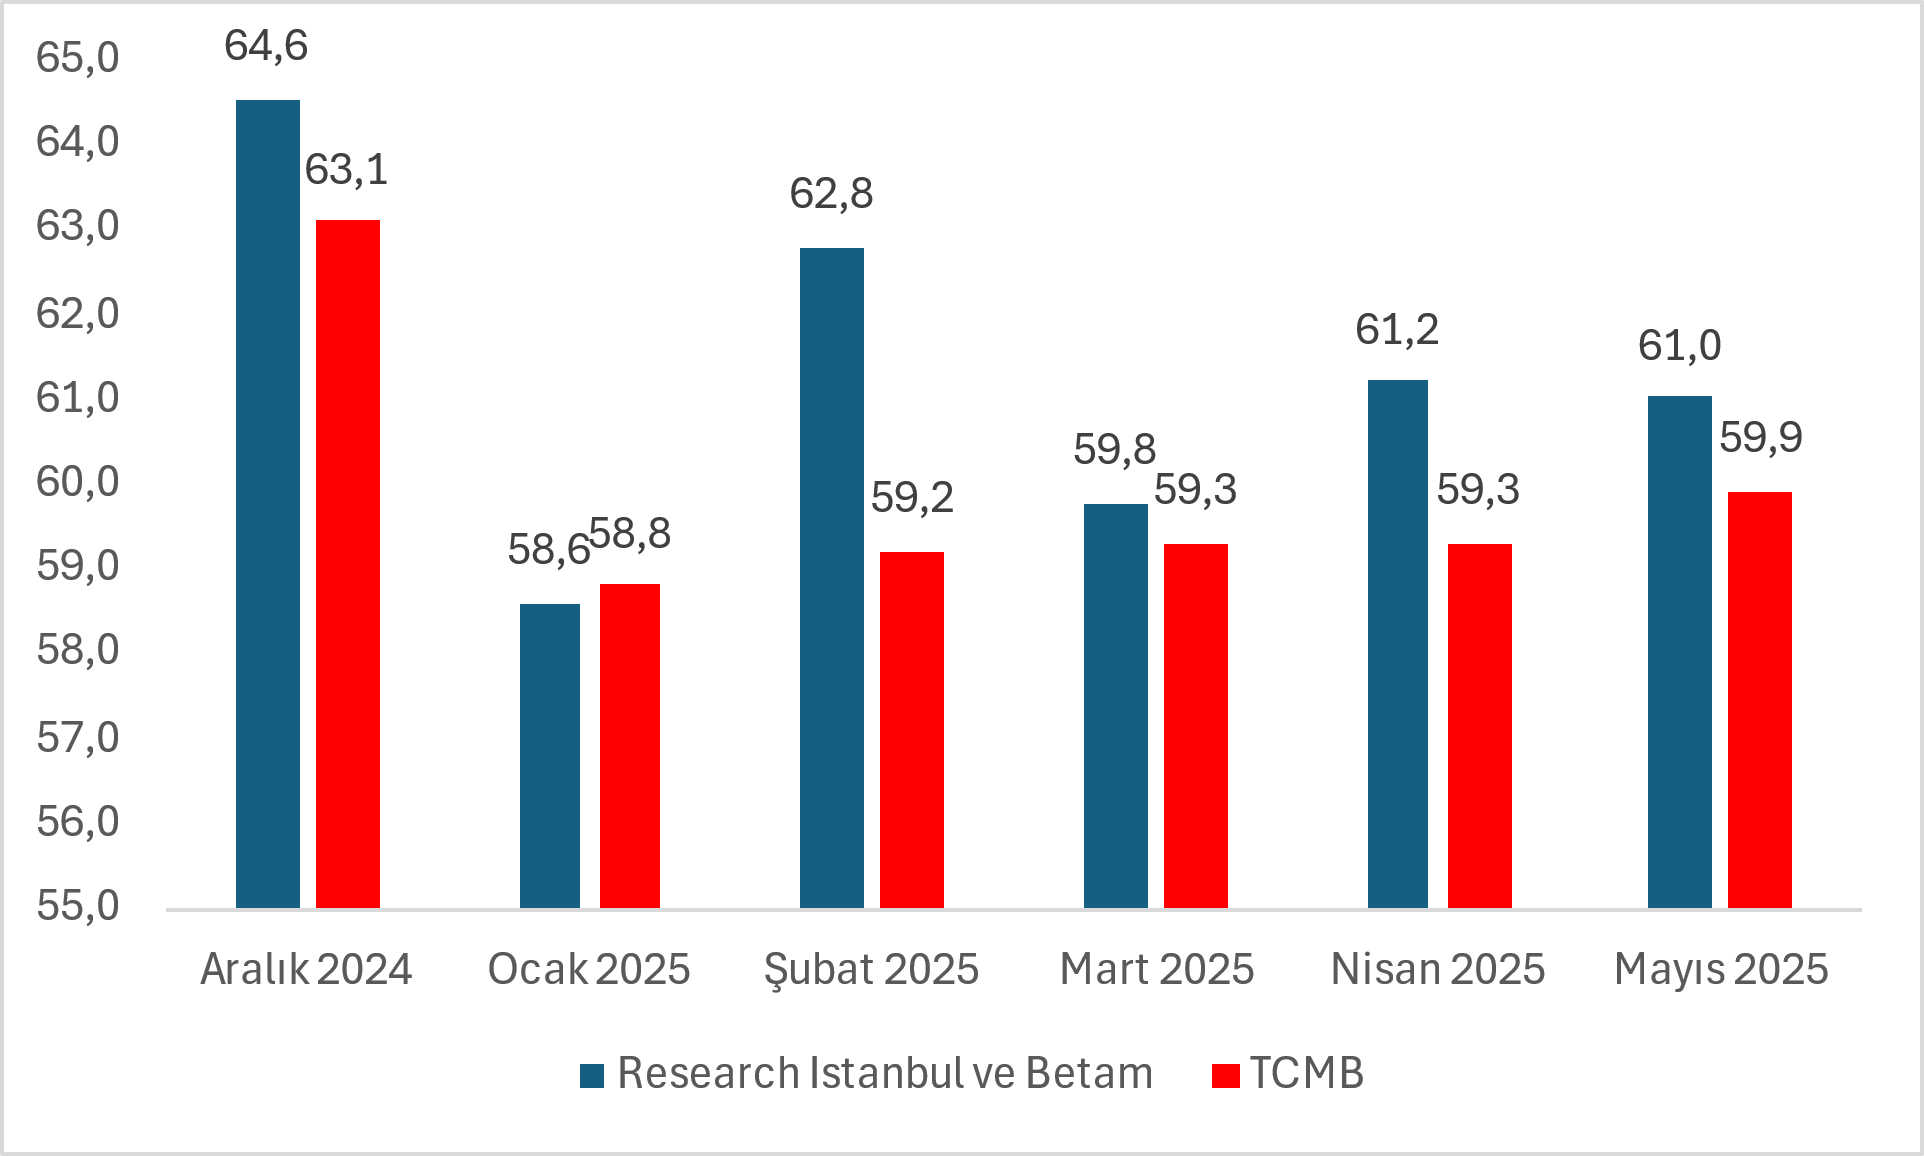 65,0
64,0
63,0
62,0
61,0
60,0
59,0
58,0
57,0
56,0
55,0
64,6
63,1
58,6
58,8
62,8
59,2
59,8
59,3
61,2
59,3
61,0
59,9
Aralık 2024
Ocak 2025
Şubat 2025
Mart 2025
Nisan 2025
Mayıs 2025
Research Istanbul ve Betam
TCMB